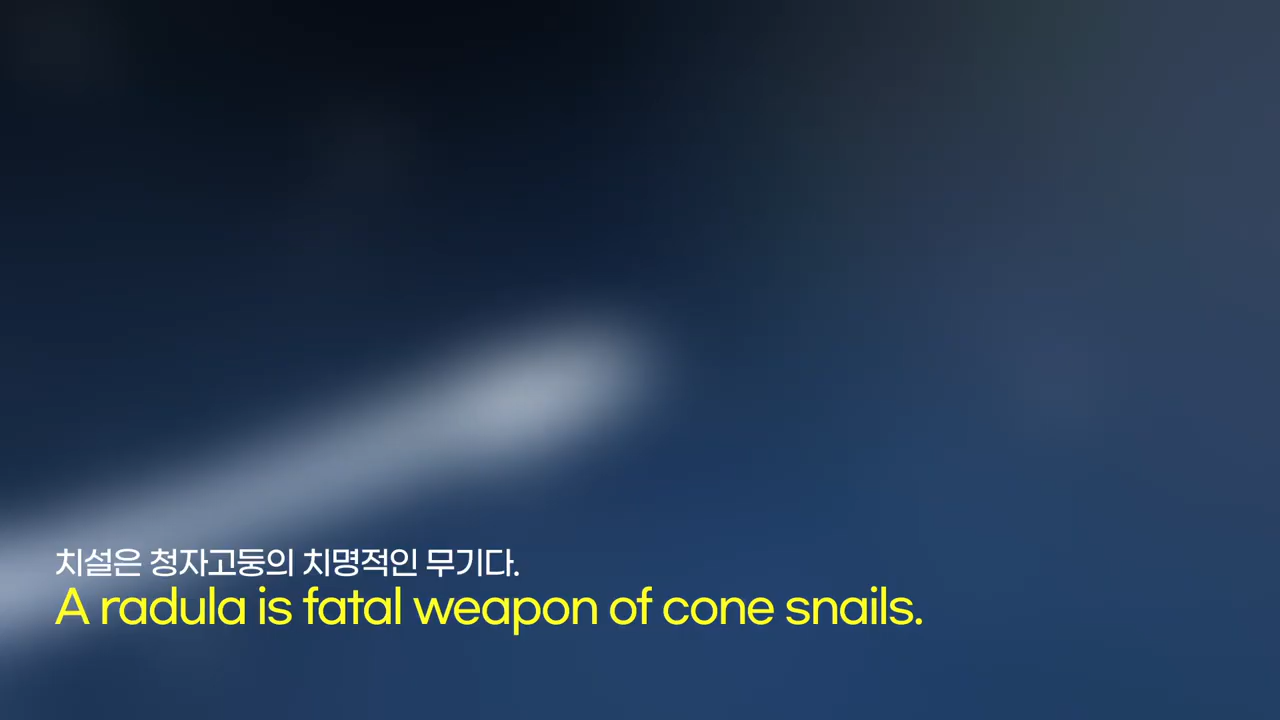 치설은 청자고둥의 치명적인 무기다.
A radula is fatal weapon of cone snails.